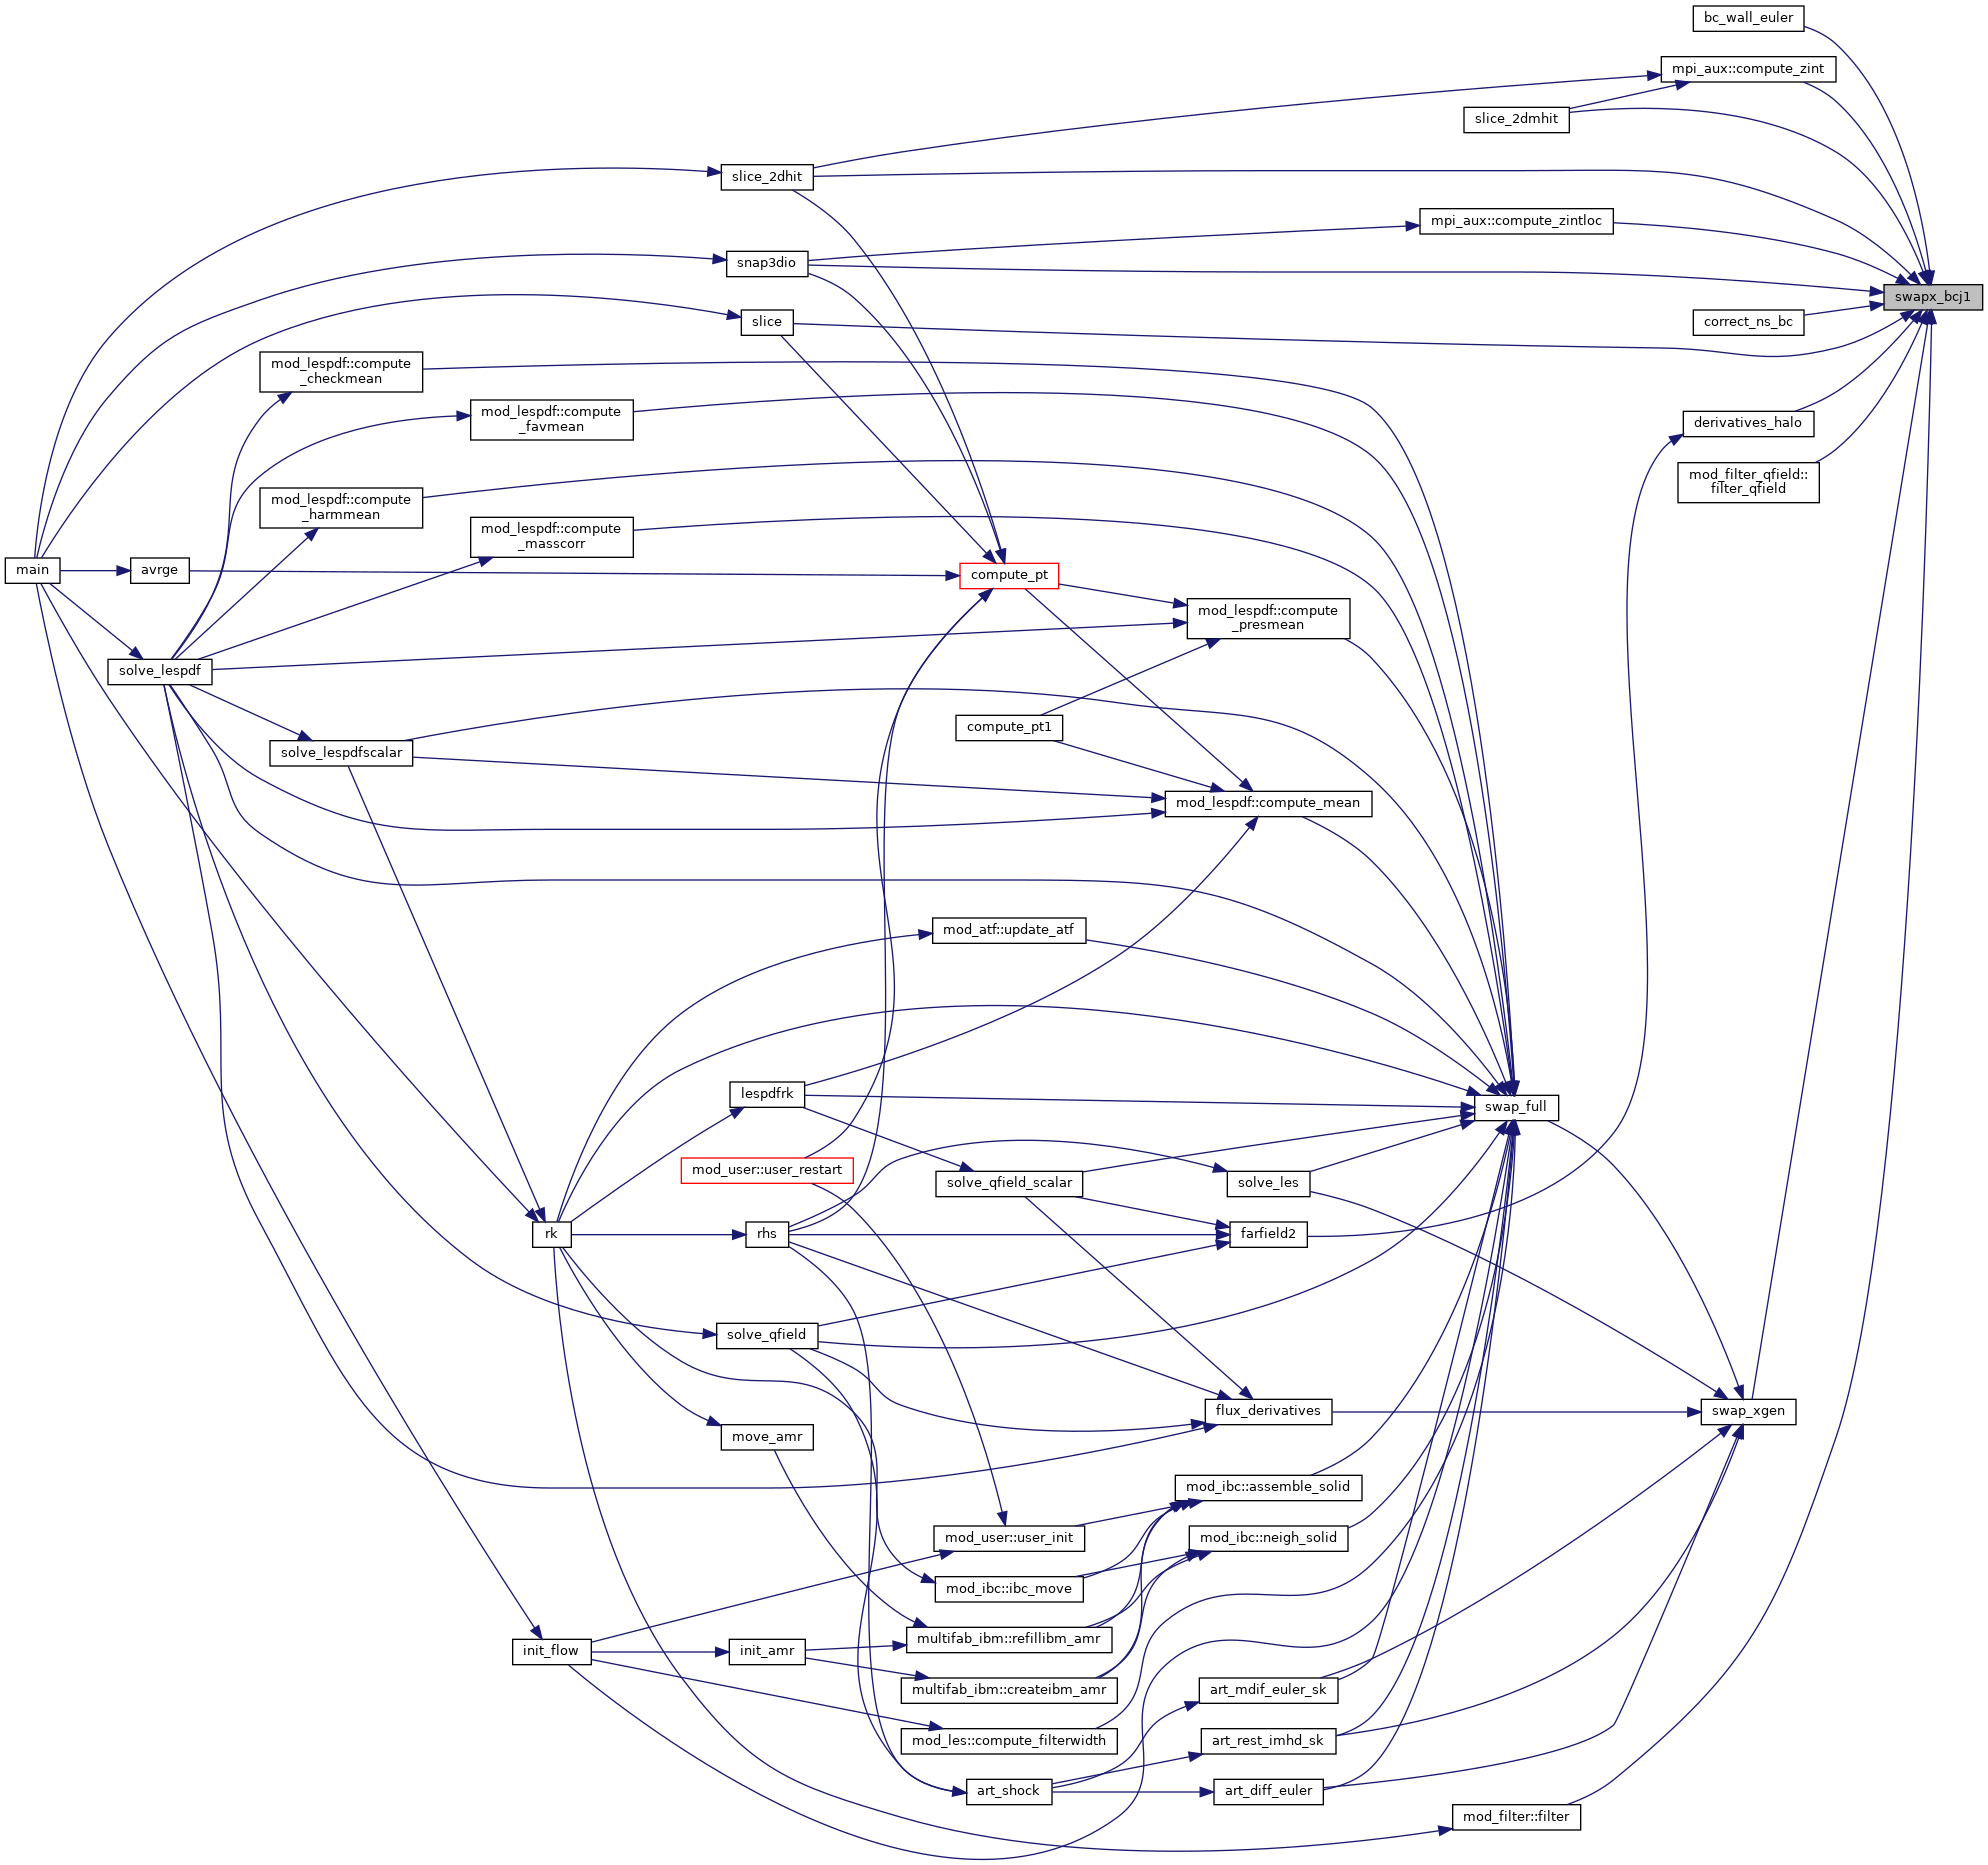 bc_wall_euler
mpi_aux::compute_zint
slice_2dmhit
slice_2dhit
mpi_aux::compute_zintloc
snap3dio
swapx_bcj1
slice
correct_ns_bc
mod_lespdf::compute
_checkmean
mod_lespdf::compute
_favmean
derivatives_halo
mod_filter_qfield::
filter_qfield
mod_lespdf::compute
_harmmean
mod_lespdf::compute
_masscorr
main
avrge
compute_pt
mod_lespdf::compute
_presmean
solve_lespdf
compute_pt1
solve_lespdfscalar
mod_lespdf::compute_mean
mod_atf::update_atf
lespdfrk
swap_full
mod_user::user_restart
solve_qfield_scalar
solve_les
rk
rhs
farfield2
solve_qfield
flux_derivatives
swap_xgen
move_amr
mod_ibc::assemble_solid
mod_user::user_init
mod_ibc::neigh_solid
mod_ibc::ibc_move
multifab_ibm::refillibm_amr
init_flow
init_amr
multifab_ibm::createibm_amr
art_mdif_euler_sk
mod_les::compute_filterwidth
art_rest_imhd_sk
art_shock
art_diff_euler
mod_filter::filter